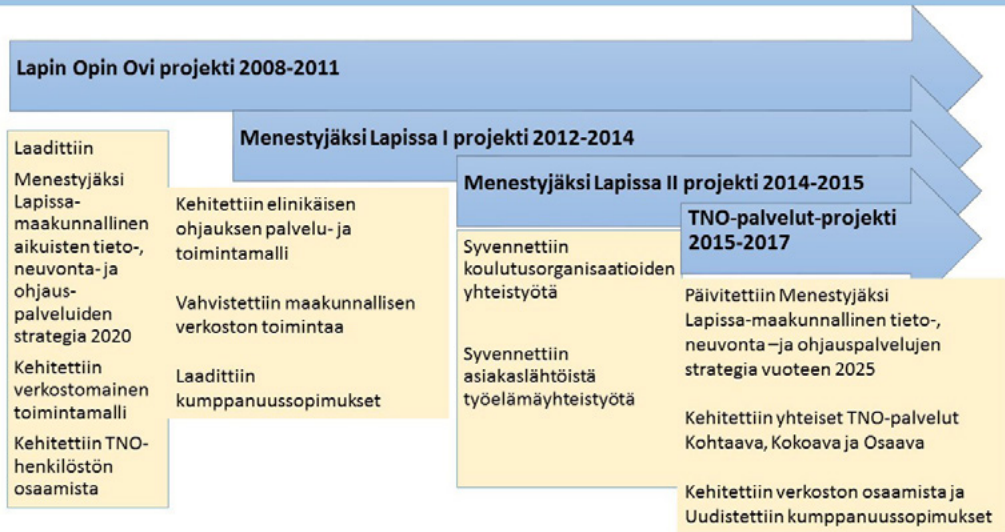 Lapin Opin Ovi projekti 2008-2011
Laadittiin
Menestyjäksi
Lapissa-
maakunnallinen
aikuisten tieto-,
neuvonta- ja
ohjaus-
palveluiden
strategia 2020
Kehitettiin
verkostomainen
toimintamalli
Kehitettiin TNO-
henkilöstön
osaamista
Menestyjäksi Lapissa I projekti 2012-2014
Kehitettiin elinikäisen
ohjauksen palvelu- ja
toimintamalli
Vahvistettiin maakunnallisen
verkoston toimintaa
Laadittiin
kumppanuussopimukset
Menestyjäksi Lapissa II projekti 2014-2015
Syvennettiin
koulutusorganisaatioiden
yhteistyötä
Syvennettiin
asiakaslähtöistä
työelämäyhteistyötä
TNO-palvelut-projekti
2015-2017
Päivitettiin Menestyjäksi
Lapissa-maakunnallinen tieto-,
neuvonta –ja ohjauspalvelujen
strategia vuoteen 2025
Kehitettiin yhteiset TNO-palvelut
Kohtaava, Kokoava ja Osaava
Kehitettiin verkoston osaamista ja
Uudistettiin kumppanuussopimukset